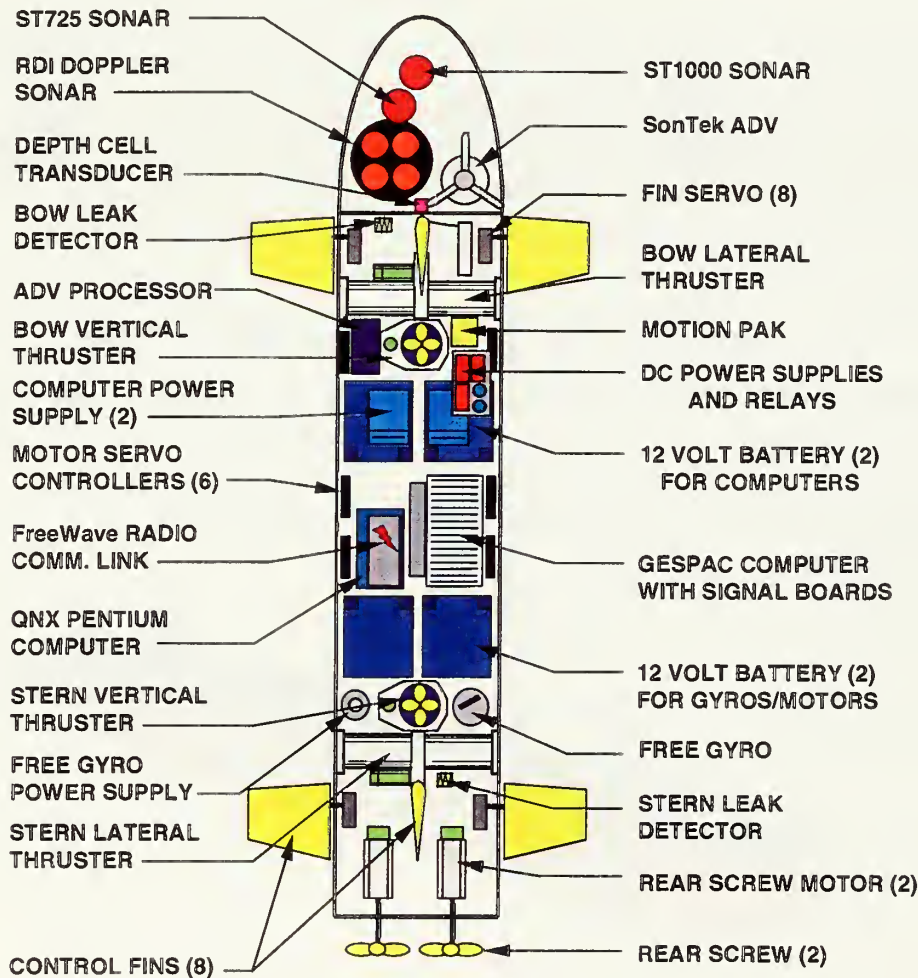 ST725 SONAR
RDI DOPPLER
SONAR
DEPTH CELL
TRANSDUCER
BOW LEAK
DETECTOR
ADV PROCESSOR
BOW VERTICAL
THRUSTER
COMPUTER POWER
SUPPLY (2)
MOTOR SERVO
CONTROLLERS (6)
FreeWave RADIO
COMM. LINK
QNX PENTIUM
COMPUTER
STERN VERTICAL
THRUSTER
FREE GYRO
POWER SUPPLY
STERN LATERAL
THRUSTER
CONTROL FINS (8)
ST1000 SONAR
SonTek ADV
FIN SERVO (8)
BOW LATERAL
THRUSTER
MOTION PAK
DC POWER SUPPLIES
AND RELAYS
12 VOLT BATTERY (2)
FOR COMPUTERS
GESPAC COMPUTER
WITH SIGNAL BOARDS
12 VOLT BATTERY (2)
FOR GYROS/MOTORS
FREE GYRO
STERN LEAK
DETECTOR
REAR SCREW MOTOR (2)
REAR SCREW (2)